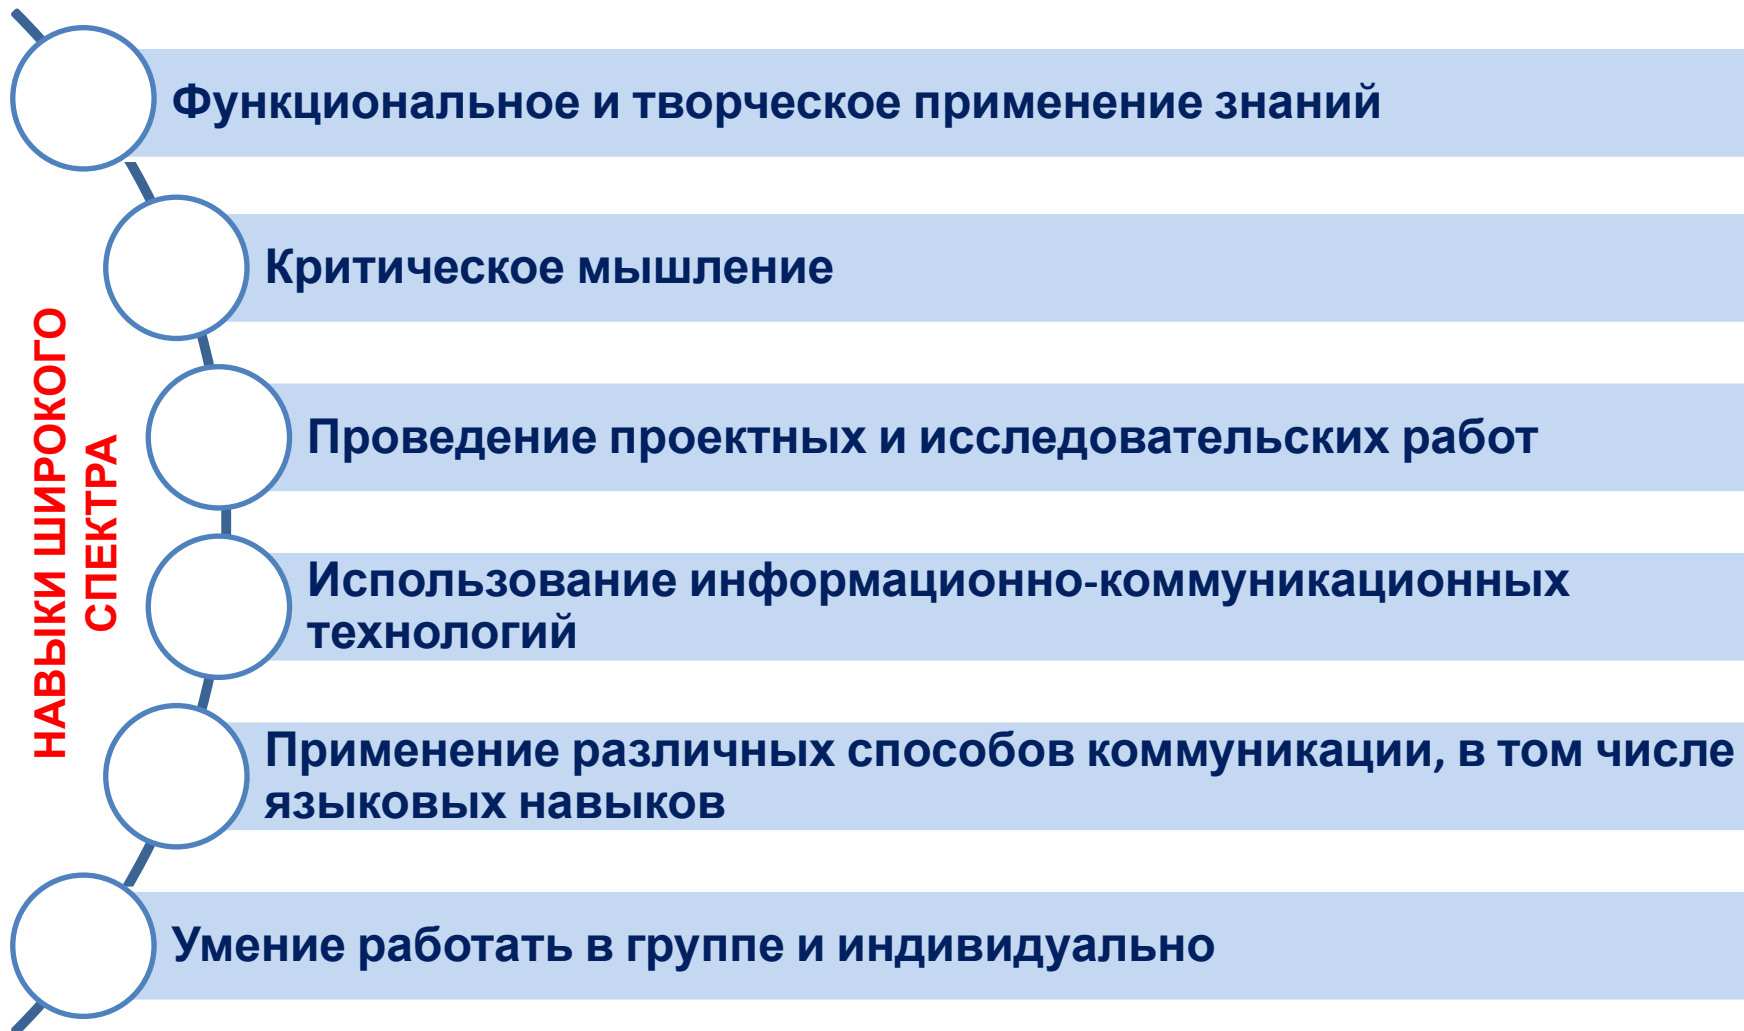 НАВЫКИ ШИРОКОГО
СПЕКТРА
Функциональное и творческое применение знаний
Критическое мышление
Проведение проектных и исследовательских работ
Использование информационно-коммуникационных
технологий
Применение различных способов коммуникации, в том числе
языковых навыков
Умение работать в группе и индивидуально